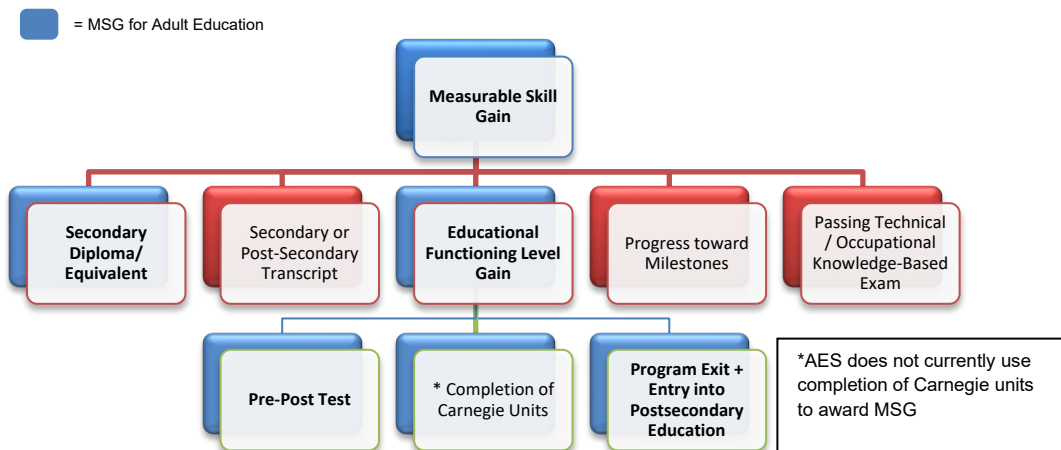 = MSG for Adult Education
Measurable Skill
Gain
Secondary
Diploma/
Equivalent
Secondary or
Post-Secondary
Transcript
Educational
Functioning Level
Gain
Progress toward
Milestones
Passing Technical
/ Occupational
Knowledge-Based
Exam
Pre-Post Test
* Completion of
Carnegie Units
Program Exit +
Entry into
Postsecondary
Education
*AES does not currently use
completion of Carnegie units
to award MSG